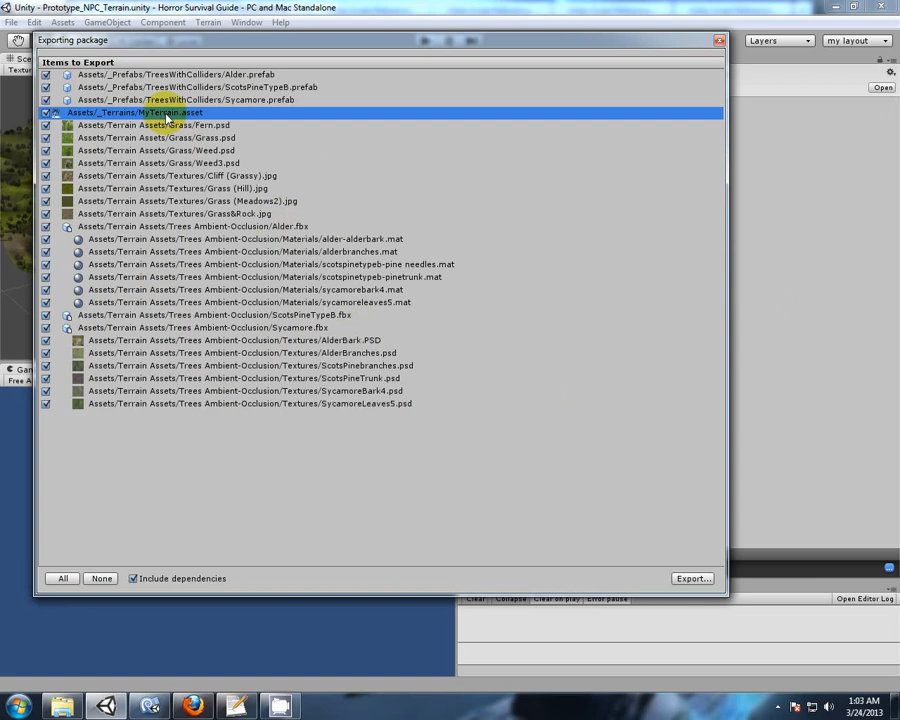 Unity - Prototype_NPC_Terrain.unity - Horror Survival Guide - PC and Mac Standalone
File Edit Assets GameObject Component Terrain Window Help
Exporting package
Layers
my layout
Items to Export
Assets/_Prefabs/TreesWithColliders/Alder.prefab
Assets/_Prefabs/TreesWithColliders/ScotsPineTypeB.prefab
Open
Assets/_Prefabs/TreesWithColliders/Sycamore.prefab
Assets/_Terrains/MyTerrain.asset
Assets/Terrain Assets/Grass/Fern.psd
Assets/Terrain Assets/Grass/Grass.psd
Assets/Terrain Assets/Grass/Weed.psd
Assets/Terrain Assets/Grass/Weed3.psd
Assets/Terrain Assets/Textures/Cliff (Grassy).jpg
Assets/Terrain Assets/Textures/Grass (Hill).jpg
Assets/Terrain Assets/Textures/Grass (Meadows2).jpg
Assets/Terrain Assets/Textures/Grass&Rock.jpg
Assets/Terrain Assets/Trees Ambient-Occlusion/Alder.fbx
Assets/Terrain Assets/Trees Ambient-Occlusion/Materials/alder-alderbark.mat
Assets/Terrain Assets/Trees Ambient-Occlusion/Materials/alderbranches.mat
Assets/Terrain Assets/Trees Ambient-Occlusion/Materials/scotspinetypeb-pine needles.mat
Assets/Terrain Assets/Trees Ambient-Occlusion/Materials/scotspinetypeb-pinetrunk.mat
Assets/Terrain Assets/Trees Ambient-Occlusion/Materials/sycamorebark4.mat
Assets/Terrain Assets/Trees Ambient-Occlusion/Materials/sycamoreleaves5.mat
Assets/Terrain Assets/Trees Ambient-Occlusion/ScotsPineTypeB.fbx
Assets/Terrain Assets/Trees Ambient-Occlusion/Sycamore.fbx
Assets/Terrain Assets/Trees Ambient-Occlusion/Textures/AlderBark.PSD
Assets/Terrain Assets/Trees Ambient-Occlusion/Textures/AlderBranches.psd
Assets/Terrain Assets/Trees Ambient-Occlusion/Textures/ScotsPinebranches.psd
Assets/Terrain Assets/Trees Ambient-Occlusion/Textures/ScotsPineTrunk.psd
Assets/Terrain Assets/Trees Ambient-Occlusion/Textures/SycamoreBark4.psd
Assets/Terrain Assets/Trees Ambient-Occlusion/Textures/SycamoreLeaves5.psd
All None Include dependencies Export...
Clear Collapse Clear on play Error pause Open Editor Log
1:03 AM
3/24/2013